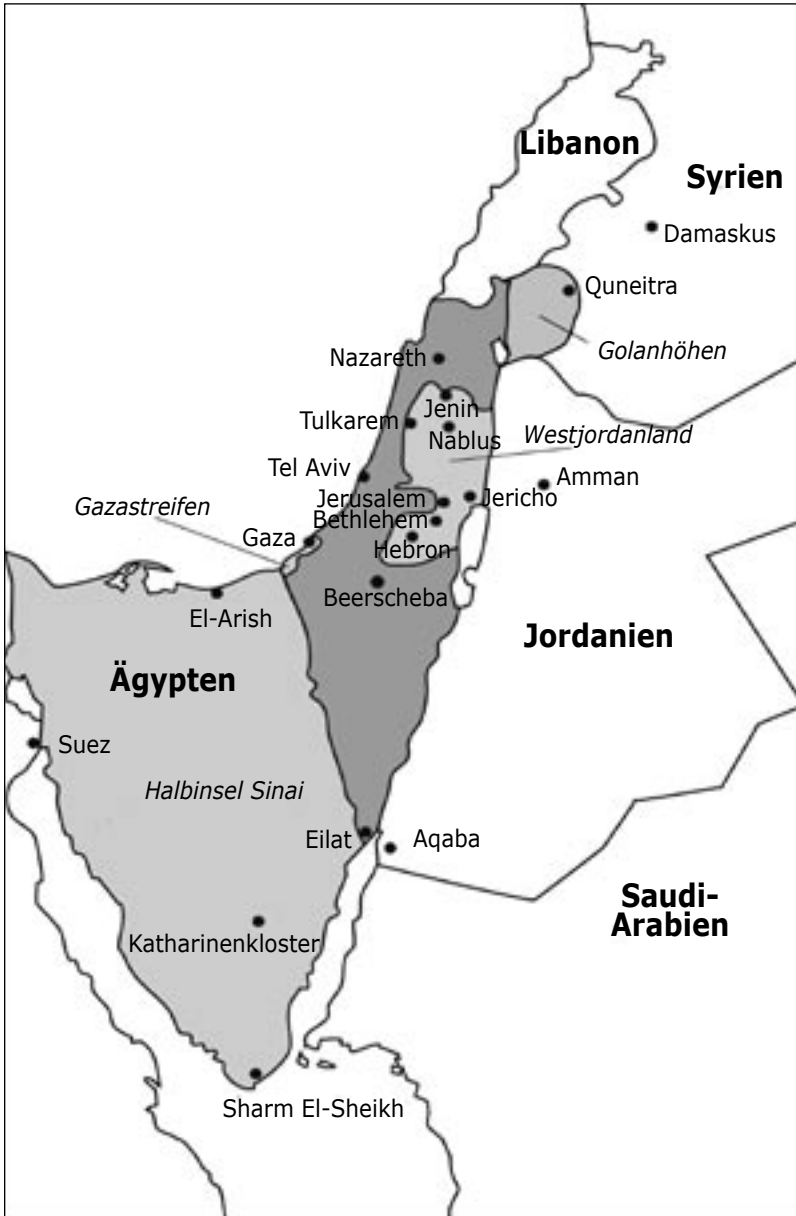 Libanon
Syrien
Damaskus
Quneitra
Golanhöhen
Nazareth
Jenin
Tulkarem
Nablus
Westjordanland
Tel Aviv
Amman
Jerusalem
Jericho
Gazastreifen
Bethlehem
Gaza
Hebron
Beerscheba
El-Arish
Jordanien
Ägypten
Suez
Halbinsel Sinai
Eilat
Aqaba
Saudi-
Arabien
Katharinenkloster
Sharm El-Sheikh